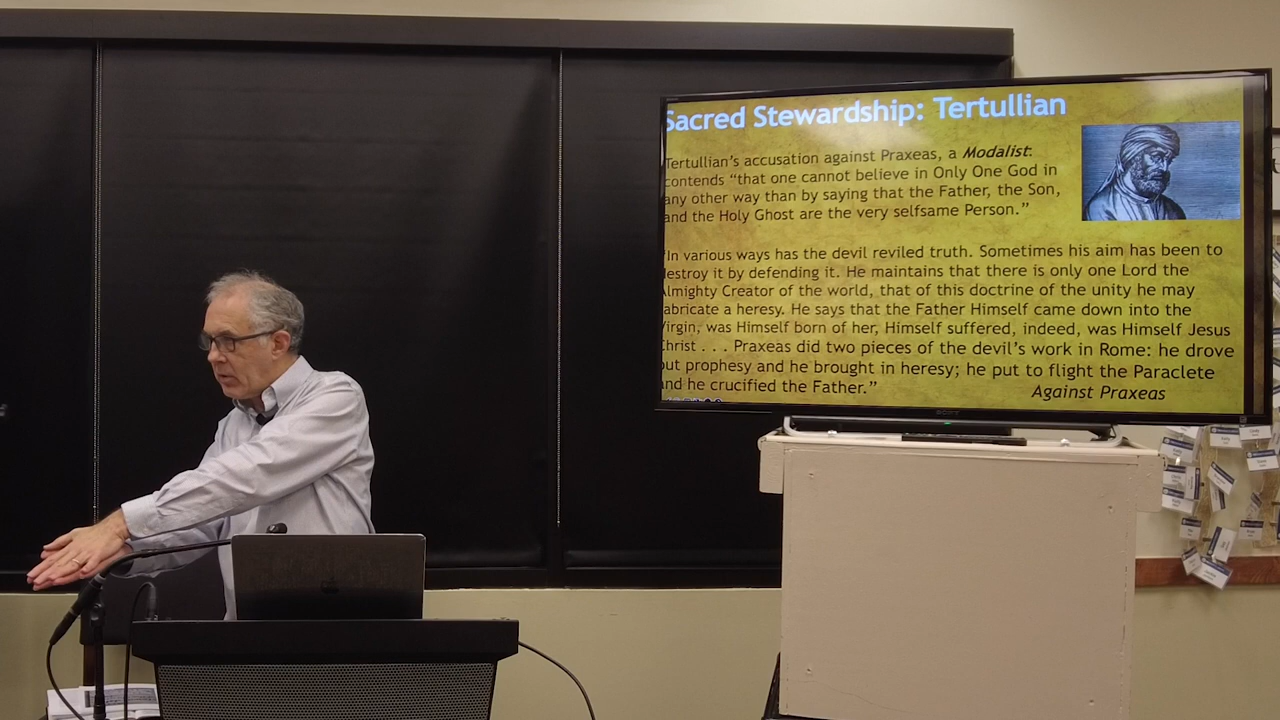 Sacred Stewardship: Tertullian
Tertullian's accusation against Praxeas, a Modalist:
contends “that one cannot believe in Only One God in
any other way than by saying that the Father, the Son,
and the Holy Ghost are the very selfsame Person.”
“In various ways has the devil reviled truth. Sometimes his aim has been to
destroy it by defending it. He maintains that there is only one Lord the
Almighty Creator of the world, that of this doctrine of the unity he may
fabricate a heresy. He says that the Father Himself came down into the
Virgin, was Himself born of her, Himself suffered, indeed, was Himself Jesus
Christ . . . Praxeas did two pieces of the devil's work in Rome: he drove
out prophesy and he brought in heresy; he put to flight the Paraclete
and he crucified the Father.”
Against Praxeas
SONY